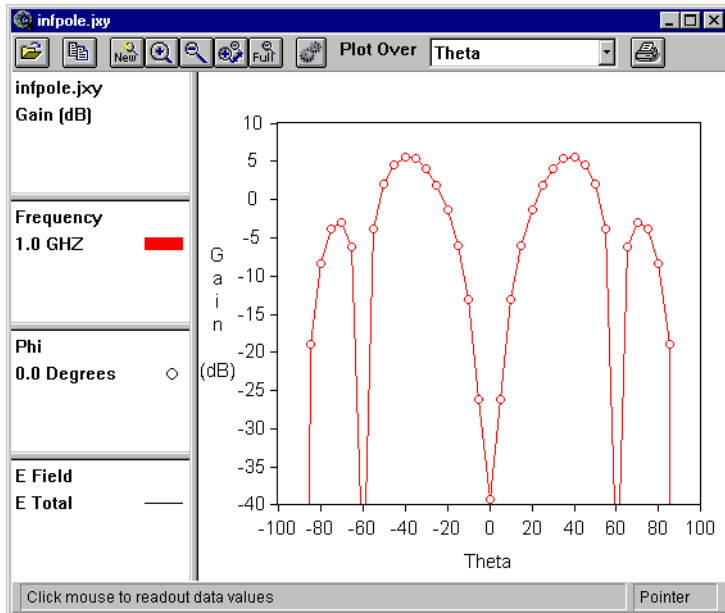 infpole.jxy
New
Full
Plot Over
Theta
infpole.jxy
Gain (dB)
Frequency
1.0 GHZ
Phi
0.0 Degrees
E Field
E Total
Gain
(dB)
10
5
0
-5
-10
-15
-20
-25
-30
-35
-40
-100 -80 -60 -40 -20 0 20 40 60 80 100
Theta
Click mouse to readout data values
Pointer